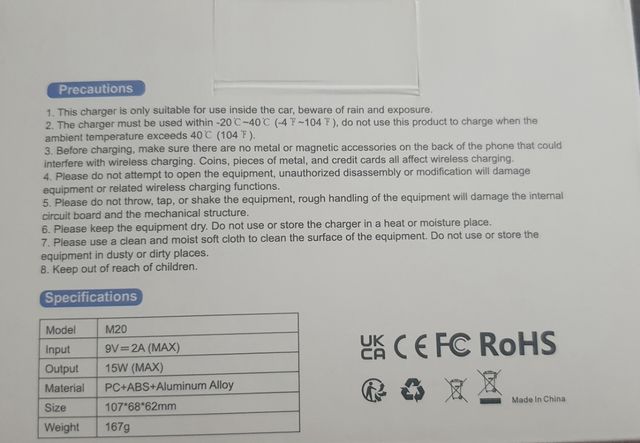 Precautions
1. This charger is only suitable for use inside the car, beware of rain and exposure.
2. The charger must be used within -20℃~40℃ (-4℉~104℉), do not use this product to charge when the
ambient temperature exceeds 40℃ (104℉).
3. Before charging, make sure there are no metal or magnetic accessories on the back of the phone that could
interfere with wireless charging. Coins, pieces of metal, and credit cards all affect wireless charging.
4. Please do not attempt to open the equipment, unauthorized disassembly or modification will damage
equipment or related wireless charging functions.
5. Please do not throw, tap, or shake the equipment, rough handling of the equipment will damage the internal
circuit board and the mechanical structure.
6. Please keep the equipment dry. Do not use or store the charger in a heat or moisture place.
7. Please use a clean and moist soft cloth to clean the surface of the equipment. Do not use or store the
equipment in dusty or dirty places.
8. Keep out of reach of children.
Specifications
Model M20
Input 9V=2A (MAX)
Output 15W (MAX)
Material PC+ABS+Aluminum Alloy
Size 107*68*62mm
Weight 167g
UK CA CE FC RoHS
Made In China